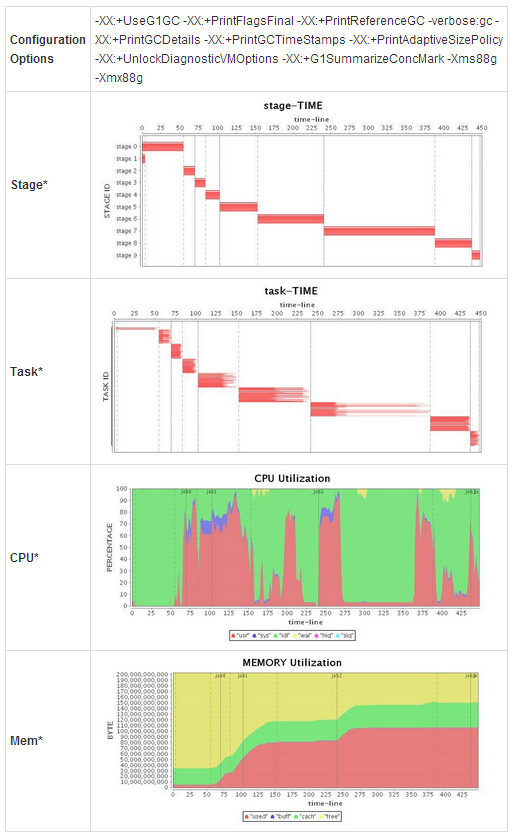 Configuration Options
-XX:+UseG1GC -XX:+PrintFlagsFinal -XX:+PrintReferenceGC -verbose:gc -
XX:+PrintGCDetails -XX:+PrintGCTimeStamps -XX:+PrintAdaptiveSizePolicy
-XX:+UnlockDiagnosticVMOptions -XX:+G1SummarizeConcMark -Xms88g
-Xmx88g
Stage*
stage-TIME
time-line
0 25 50 75 100 125 150 175 200 225 250 275 300 325 350 375 400 425 450
STAGE ID
stage 0
stage 1
stage 2
stage 3
stage 4
stage 5
stage 6
stage 7
stage 8
stage 9
Task*
task-TIME
time-line
0 25 50 75 100 125 150 175 200 225 250 275 300 325 350 375 400 425 450
TASK ID
CPU*
CPU Utilization
PERCENTAGE
100
90
80
70
60
50
40
30
20
10
0
job0 job1 job2
0 25 50 75 100 125 150 175 200 225 250 275 300 325 350 375 400 425 450
time-line
"usr" "sys" "idl" "wai" "hiq" "siq"
Mem*
MEMORY Utilization
BYTE
200,000,000,000
190,000,000,000
180,000,000,000
170,000,000,000
160,000,000,000
150,000,000,000
140,000,000,000
130,000,000,000
120,000,000,000
110,000,000,000
100,000,000,000
90,000,000,000
80,000,000,000
70,000,000,000
60,000,000,000
50,000,000,000
40,000,000,000
30,000,000,000
20,000,000,000
10,000,000,000
0
job0 job1 job2
0 25 50 75 100 125 150 175 200 225 250 275 300 325 350 375 400 425 450
time-line
"used" "buff" "cach" "free"